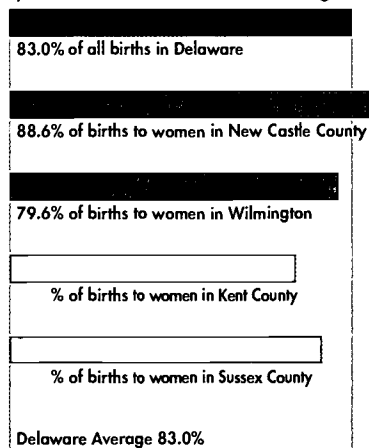 83.0% of all births in Delaware
88.6% of births to women in New Castle County
79.6% of births to women in Wilmington
% of births to women in Kent County
% of births to women in Sussex County
Delaware Average 83.0%